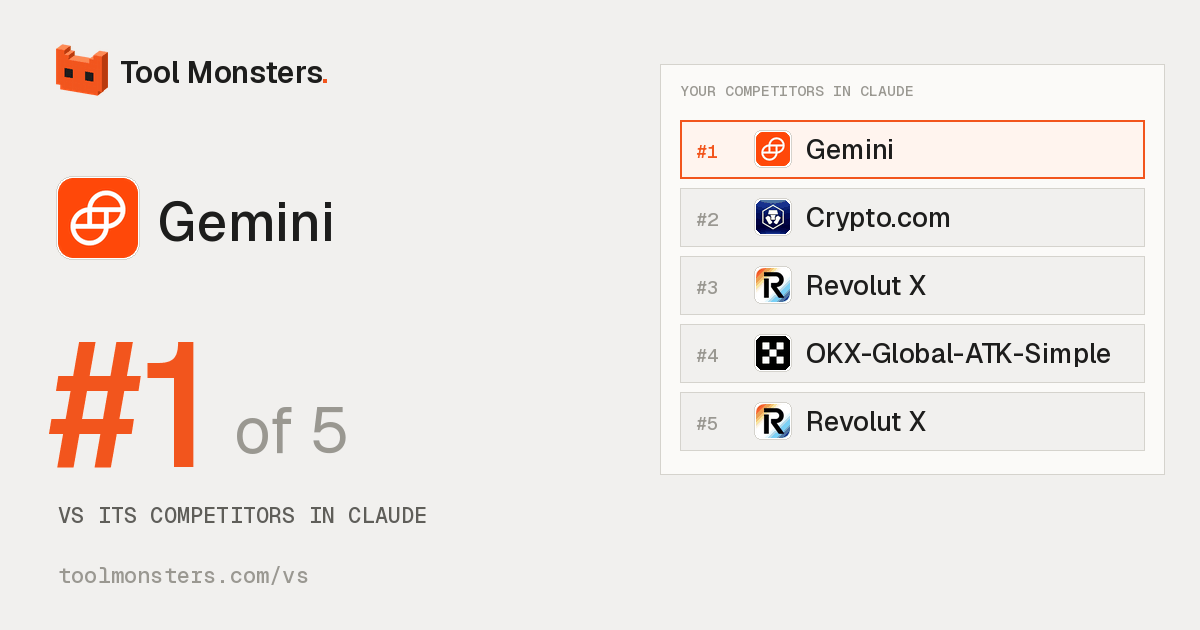 Tool Monsters.
Gemini
#1 of 5
VS ITS COMPETITORS IN CLAUDE
toolmonsters.com/vs
YOUR COMPETITORS IN CLAUDE
#1 Gemini
#2 Crypto.com
#3 Revolut X
#4 OKX-Global-ATK-Simple
#5 Revolut X